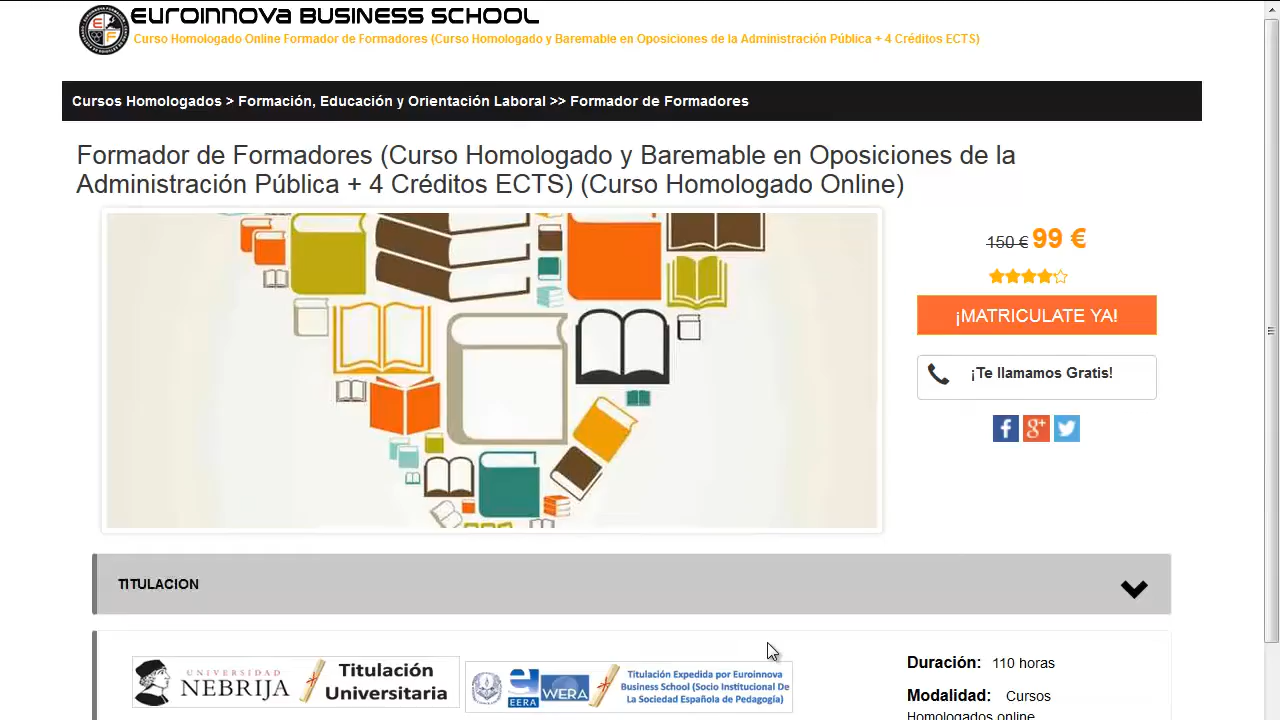 EUROINNOVA BUSINESS SCHOOL
Curso Homologado Online Formador de Formadores (Curso Homologado y Baremable en Oposiciones de la Administración Pública + 4 Créditos ECTS)
Cursos Homologados > Formación, Educación y Orientación Laboral >> Formador de Formadores
Formador de Formadores (Curso Homologado y Baremable en Oposiciones de la
Administración Pública + 4 Créditos ECTS) (Curso Homologado Online)
150 € 99 €
¡MATRICULATE YA!
¡Te llamamos Gratis!
TITULACION
UNIVERSIDAD
NEBRIJA
Titulación
Universitaria
EERA
WERA
Titulación Expedida por Euroinnova
Business School (Socio Institucional De
La Sociedad Española de Pedagogía)
Duración: 110 horas
Modalidad: Cursos
Homologados online